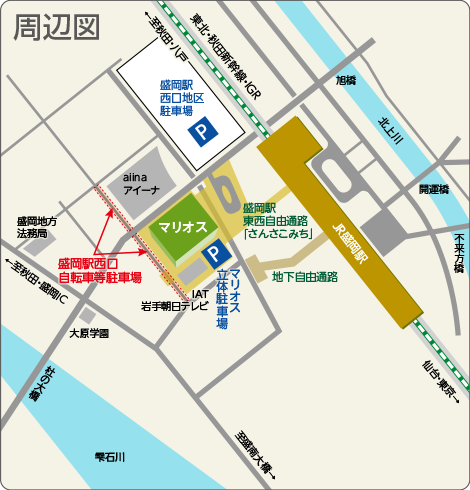 周辺図
←至秋田・八戸
東北・秋田新幹線・IGR
盛岡駅
西口地区
駐車場
P
旭橋
北上川
開運橋
不来方橋
aiina
アイーナ
盛岡駅
東西自由通路
「さんさこみち」
マリオス
JR盛岡駅
盛岡地方
法務局
盛岡駅西口
自転車等駐車場
P
マリオス
立体駐車場
地下自由通路
←至秋田・盛岡IC
IAT
岩手朝日テレビ
大原学園
杜の大橋
仙台・東京→
雫石川
至盛南大橋→